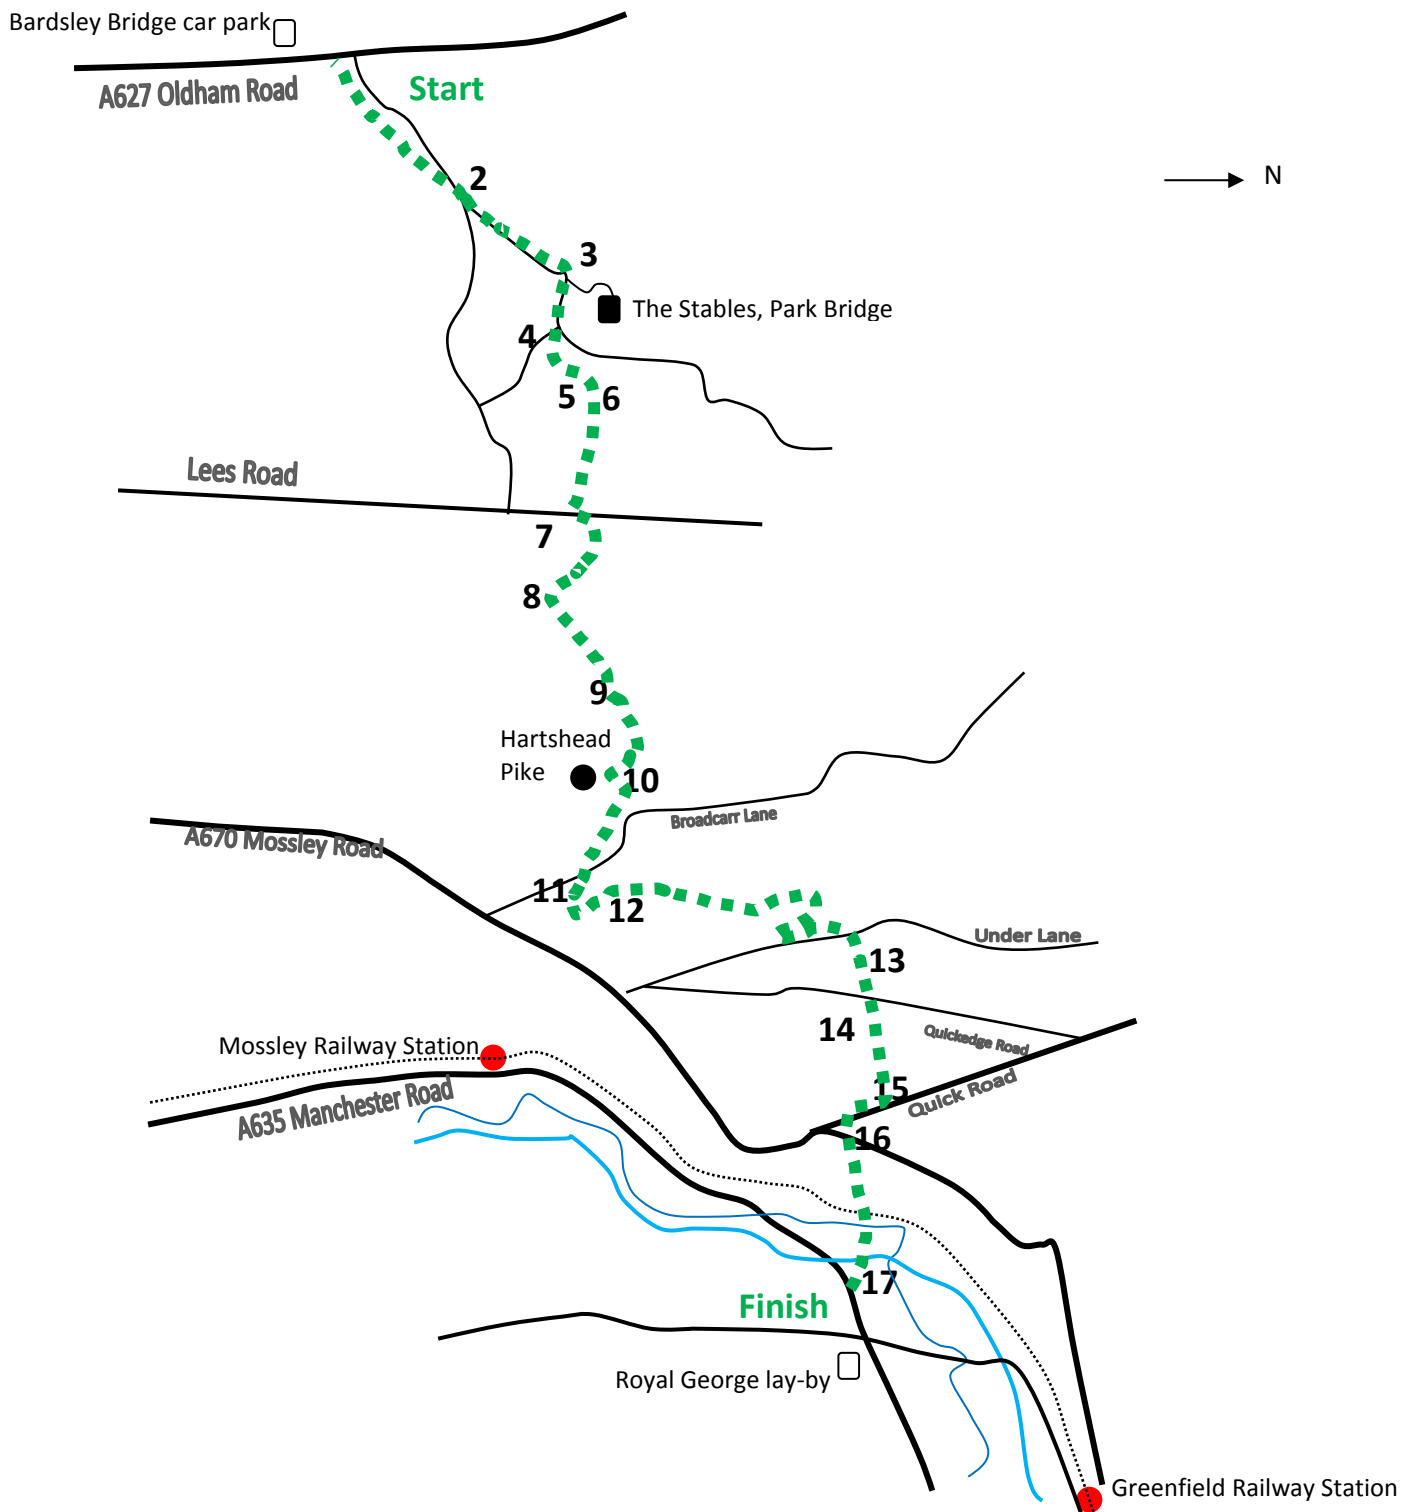 Bardsley Bridge car park
A627 Oldham Road
Start
N
2
3
The Stables, Park Bridge
4
5
6
Lees Road
7
8
9
Hartshead
Pike
10
Broadcarr Lane
A670 Mossley Road
11
12
Under Lane
13
14
Quickedge Road
Mossley Railway Station
15
Quick Road
A635 Manchester Road
16
17
Finish
Royal George lay-by
Greenfield Railway Station